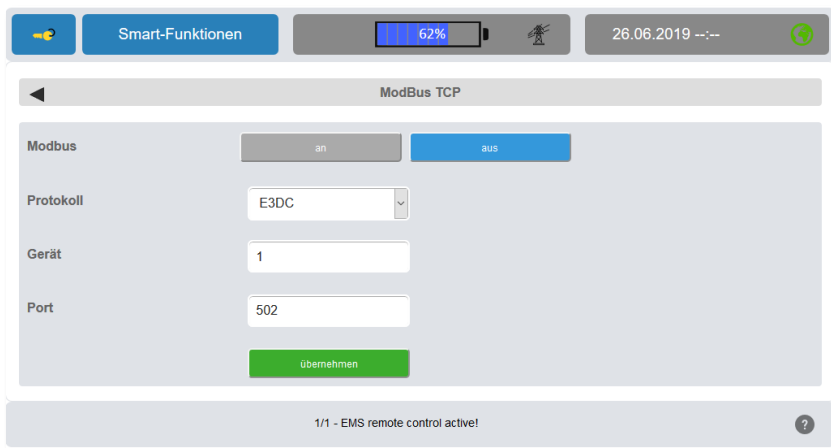 Smart-Funktionen 62% 26.06.2019 --:--
ModBus TCP
Modbus an aus
Protokoll E3DC
Gerät 1
Port 502
übernehmen
1/1 - EMS remote control active! ?